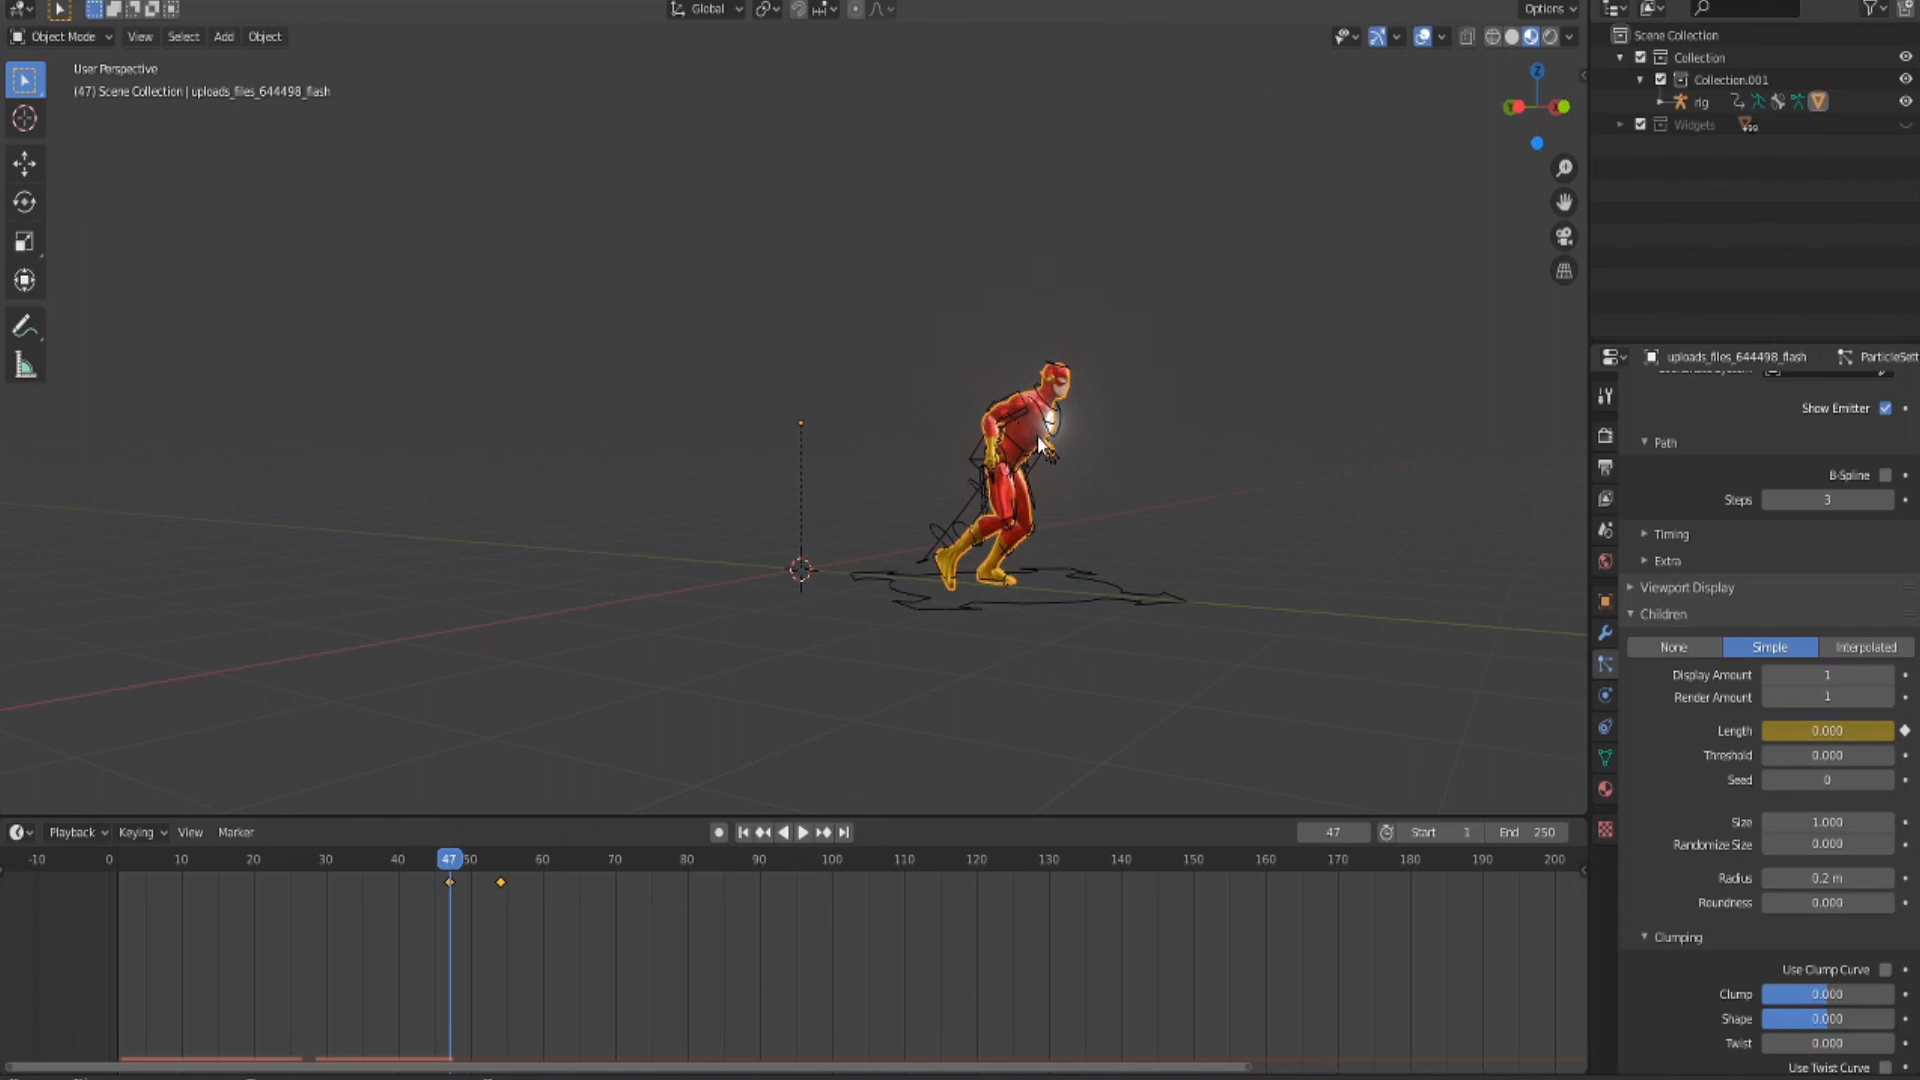 Global
Options
Object Mode
View
Select
Add
Object
User Perspective
(47) Scene Collection | uploads_files_644498_flash
Scene Collection
Collection
Collection.001
rig
Widgets
99
uploads_files_644498_flash
ParticleSett
Show Emitter
Path
B-Spline
Steps 3
Timing
Extra
Viewport Display
Children
None Simple Interpolated
Display Amount 1
Render Amount 1
Length 0.000
Threshold 0.000
Seed 0
Size 1.000
Randomize Size 0.000
Radius 0.2 m
Roundness 0.000
Clumping
Use Clump Curve
Clump 0.000
Shape 0.000
Twist 0.000
Use Twist Curve
Playback Keying View Marker
47 Start 1 End 250
-10 0 10 20 30 40 47 50 60 70 80 90 100 110 120 130 140 150 160 170 180 190 200